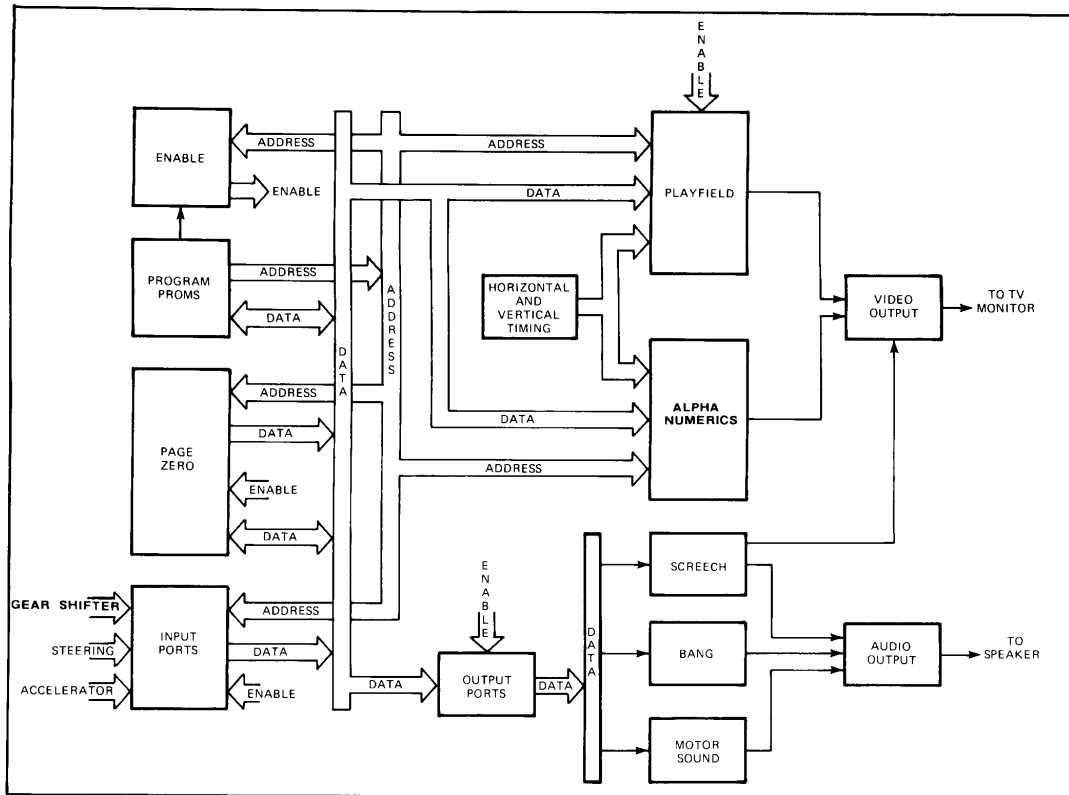 ENABLE
ADDRESS
ADDRESS
ENABLE
ENABLE
DATA
PLAYFIELD
PROGRAM
PROMS
ADDRESS
DATA
ADDRESS
DATA
HORIZONTAL
AND
VERTICAL
TIMING
VIDEO
OUTPUT
TO TV
MONITOR
PAGE
ZERO
ADDRESS
DATA
ENABLE
DATA
DATA
ADDRESS
ALPHA
NUMERICS
GEAR SHIFTER
STEERING
ACCELERATOR
INPUT
PORTS
ADDRESS
DATA
ENABLE
DATA
ENABLE
OUTPUT
PORTS
DATA
DATA
SCREECH
BANG
MOTOR
SOUND
AUDIO
OUTPUT
TO
SPEAKER